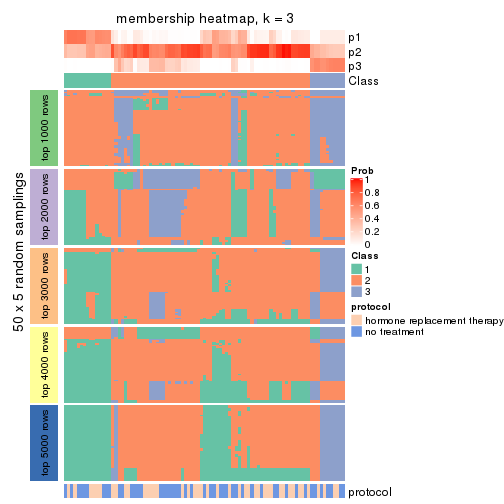 membership heatmap, k = 3
p1
p2
p3
Class
50 x 5 random samplings
top 1000 rows
top 2000 rows
top 3000 rows
top 4000 rows
top 5000 rows
Prob
1
0.8
0.6
0.4
0.2
0
Class
1
2
3
protocol
hormone replacement therapy
no treatment
protocol